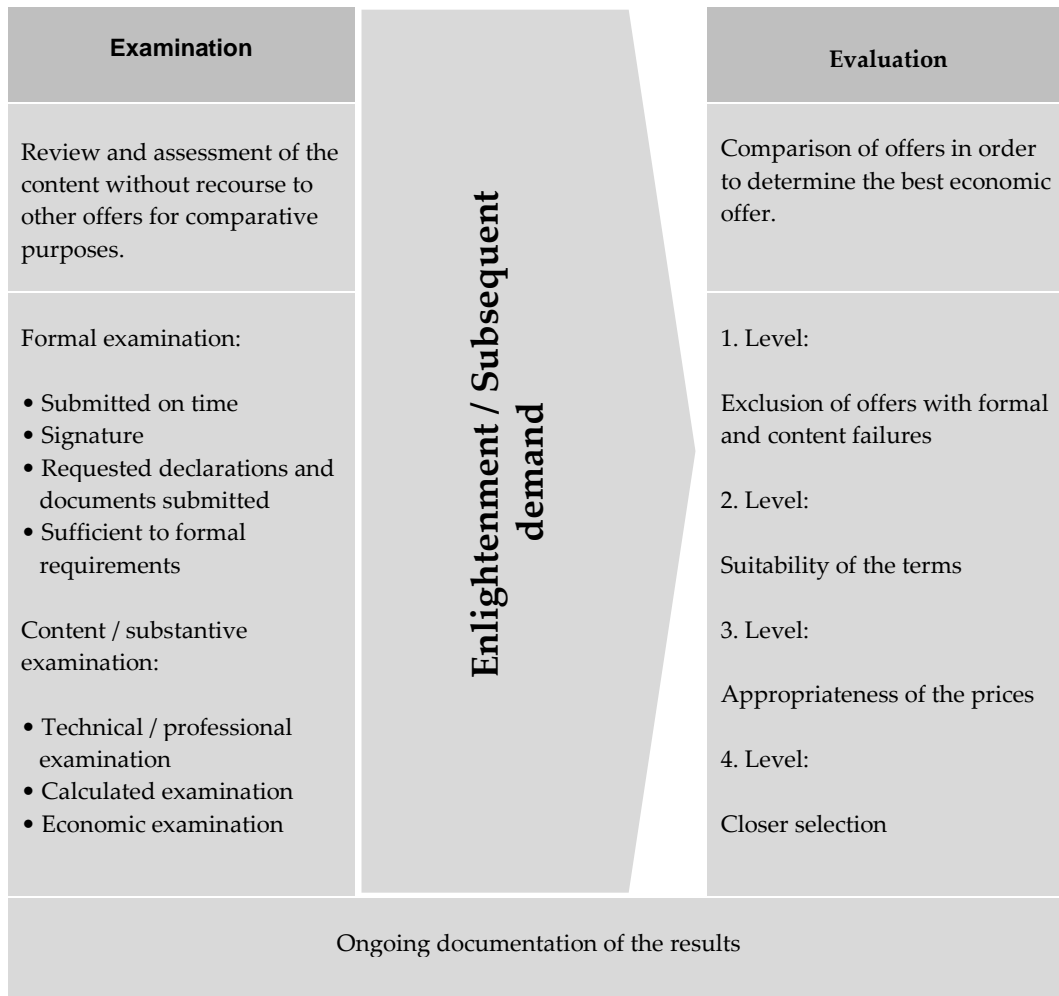 Examination
Review and assessment of the
content without recourse to
other offers for comparative
purposes.
Formal examination:
• Submitted on time
• Signature
• Requested declarations and
documents submitted
• Sufficient to formal
requirements
Content / substantive
examination:
• Technical / professional
examination
• Calculated examination
• Economic examination
Enlightenment / Subsequent
demand
Evaluation
Comparison of offers in order
to determine the best economic
offer.
1. Level:
Exclusion of offers with formal
and content failures
2. Level:
Suitability of the terms
3. Level:
Appropriateness of the prices
4. Level:
Closer selection
Ongoing documentation of the results